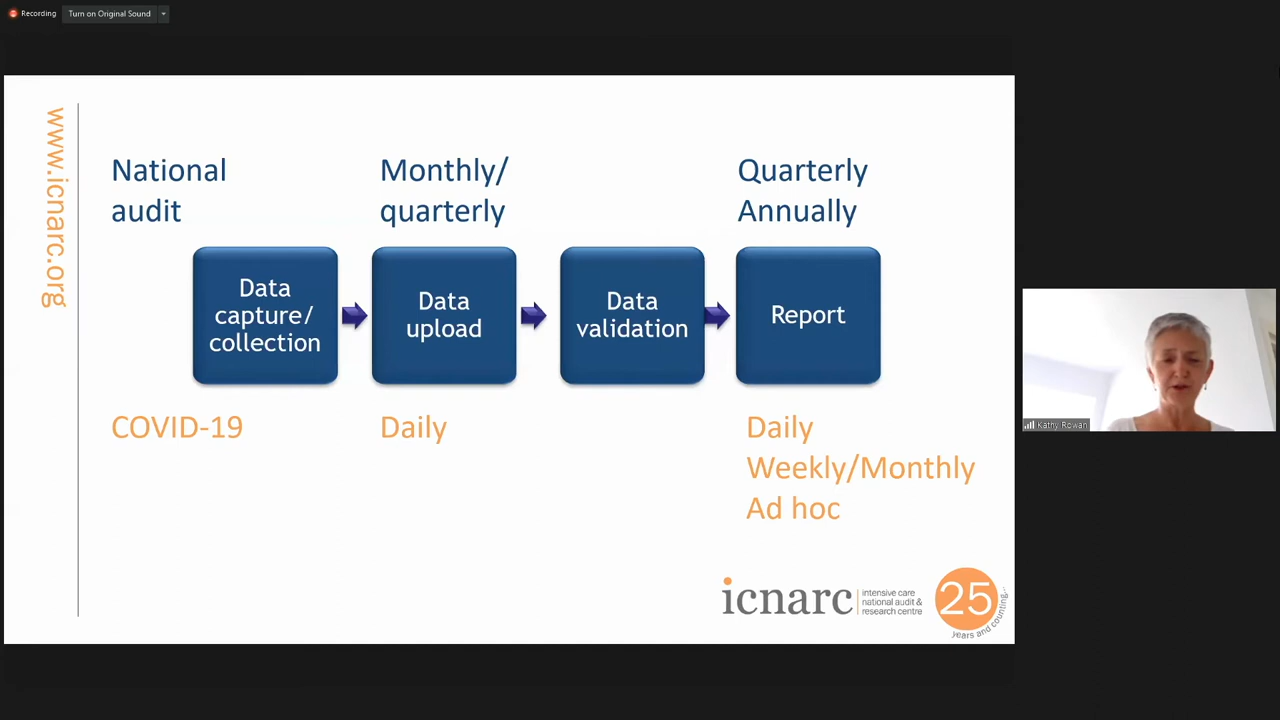 Recording
Turn on Original Sound
www.icnarc.org
National
audit
Monthly/
quarterly
Quarterly
Annually
Data
capture/
collection
Data
upload
Data
validation
Report
COVID-19
Daily
Daily
Weekly/Monthly
Ad hoc
icnarc
intensive care
national audit &
research centre
25
years and counting...
Kathy Rowan